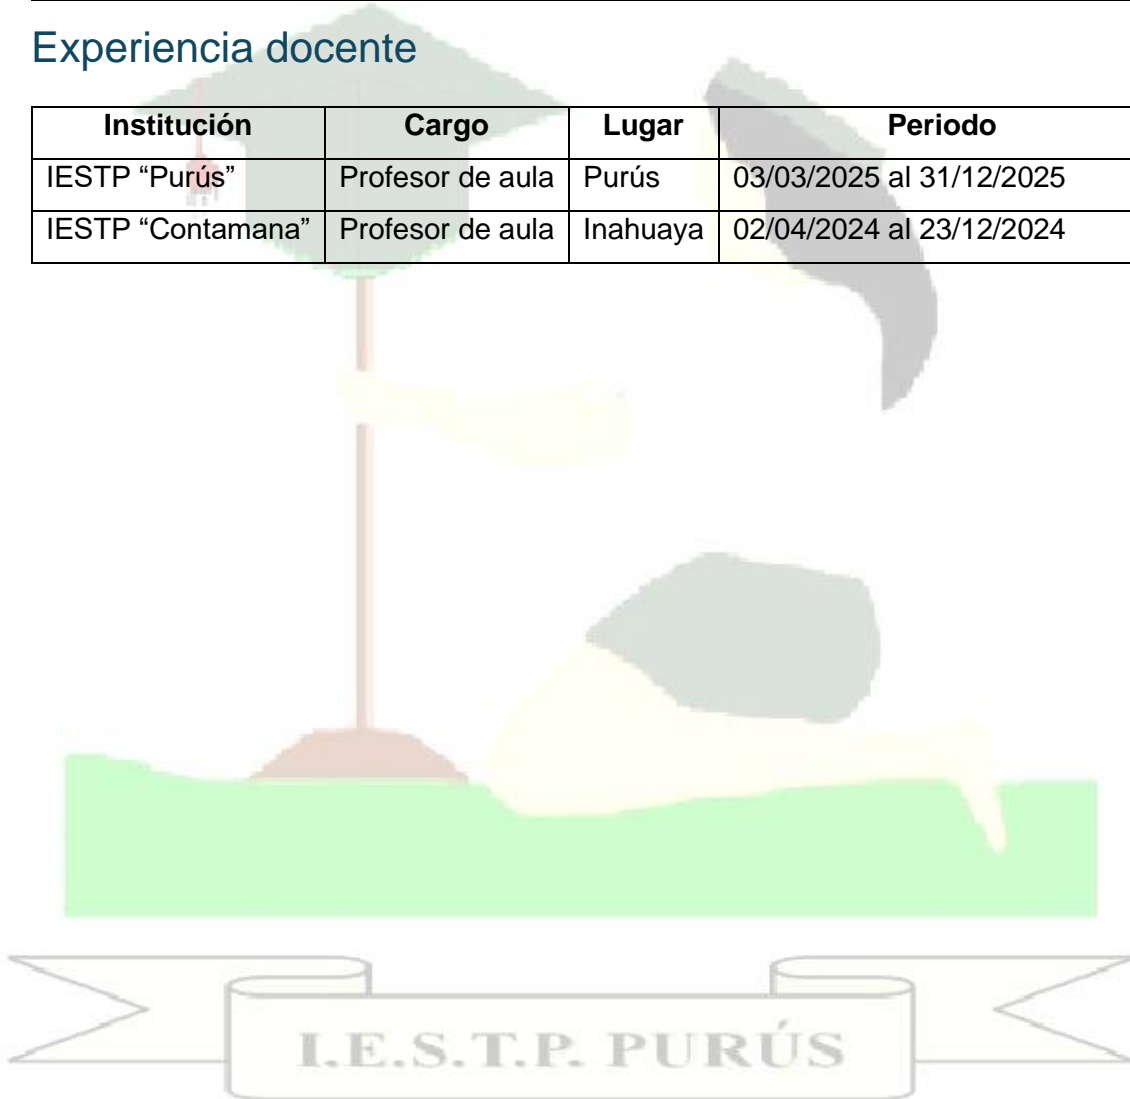 Experiencia docente
Institución Cargo Lugar Periodo
IESTP “Purús” Profesor de aula Purús 03/03/2025 al 31/12/2025
IESTP “Contamana” Profesor de aula Inahuaya 02/04/2024 al 23/12/2024
I.E.S.T.P. PURÚS